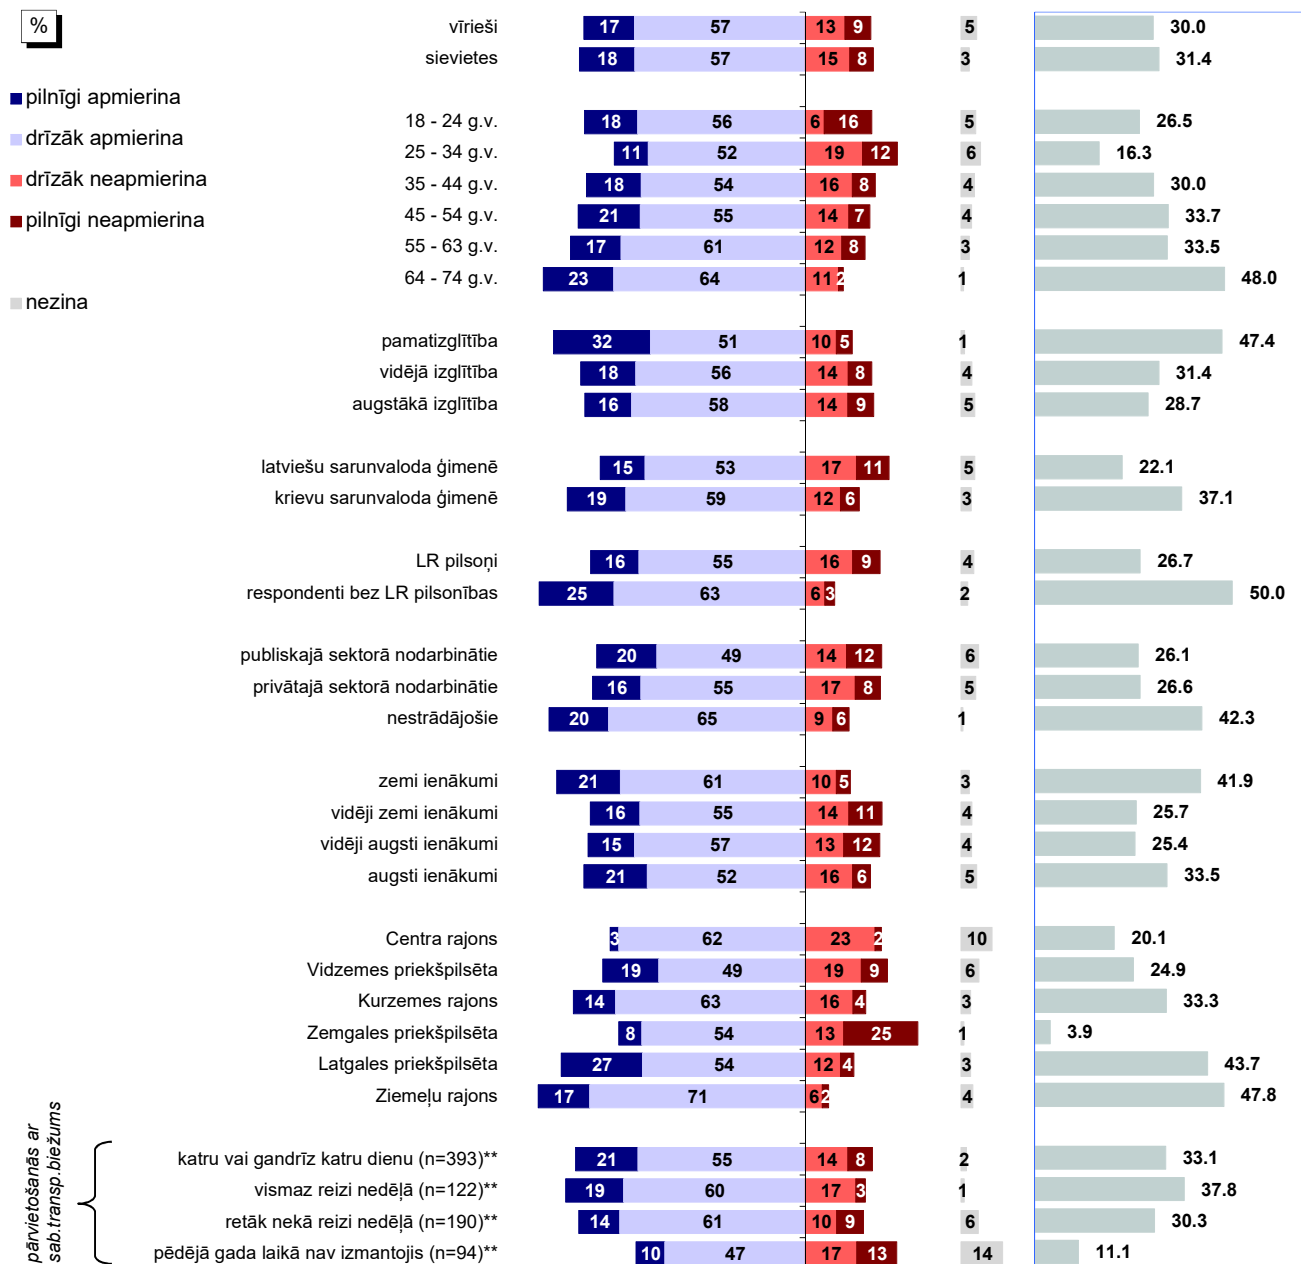 %
pilnīgi apmierina
drīzāk apmierina
drīzāk neapmierina
pilnīgi neapmierina
nezina
vīrieši 17 57 13 9 5 30.0
sievietes 18 57 15 8 3 31.4
18 - 24 g.v. 18 56 6 16 5 26.5
25 - 34 g.v. 11 52 19 12 6 16.3
35 - 44 g.v. 18 54 16 8 4 30.0
45 - 54 g.v. 21 55 14 7 4 33.7
55 - 63 g.v. 17 61 12 8 3 33.5
64 - 74 g.v. 23 64 11 2 1 48.0
pamatizglītība 32 51 10 5 1 47.4
vidējā izglītība 18 56 14 8 4 31.4
augstākā izglītība 16 58 14 9 5 28.7
latviešu sarunvaloda ģimenē 15 53 17 11 5 22.1
krievu sarunvaloda ģimenē 19 59 12 6 3 37.1
LR pilsoņi 16 55 16 9 4 26.7
respondenti bez LR pilsonības 25 63 6 3 2 50.0
publiskajā sektorā nodarbinātie 20 49 14 12 6 26.1
privātajā sektorā nodarbinātie 16 55 17 8 5 26.6
nestrādājošie 20 65 9 6 1 42.3
zemi ienākumi 21 61 10 5 3 41.9
vidēji zemi ienākumi 16 55 14 11 4 25.7
vidēji augsti ienākumi 15 57 13 12 4 25.4
augsti ienākumi 21 52 16 6 5 33.5
Centra rajons 3 62 23 2 10 20.1
Vidzemes priekšpilsēta 19 49 19 9 6 24.9
Kurzemes rajons 14 63 16 4 3 33.3
Zemgales priekšpilsēta 8 54 13 25 1 3.9
Latgales priekšpilsēta 27 54 12 4 3 43.7
Ziemeļu rajons 17 71 6 2 4 47.8
pārvietošanās ar
sab.transp.biežums
katru vai gandrīz katru dienu (n=393)** 21 55 14 8 2 33.1
vismaz reizi nedēļā (n=122)** 19 60 17 3 1 37.8
retāk nekā reizi nedēļā (n=190)** 14 61 10 9 6 30.3
pēdējā gada laikā nav izmantojis (n=94)** 10 47 17 13 14 11.1